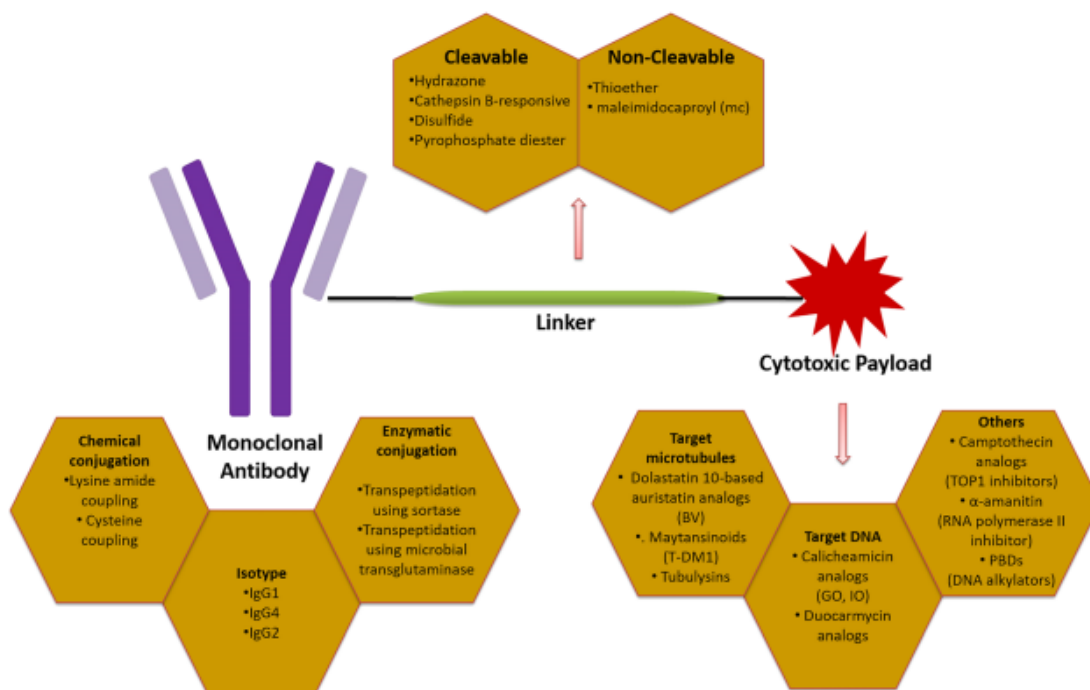 Cleavable
•Hydrazone
•Cathepsin B-responsive
•Disulfide
•Pyrophosphate diester
Non-Cleavable
•Thioether
• maleimidocaproyl (mc)
Linker
Cytotoxic Payload
Monoclonal
Antibody
Chemical
conjugation
•Lysine amide
coupling
• Cysteine
coupling
Isotype
•IgG1
•IgG4
•IgG2
Enzymatic
conjugation
•Transpeptidation
using sortase
•Transpeptidation
using microbial
transglutaminase
Target
microtubules
• Dolastatin 10-based
auristatin analogs
(BV)
•. Maytansinoids
(T-DM1)
• Tubulysins
Target DNA
• Calicheamicin
analogs
(GO, IO)
• Duocarmycin
analogs
Others
• Camptothecin
analogs
(TOP1 inhibitors)
• α-amanitin
(RNA polymerase II
inhibitor)
• PBDs
(DNA alkylators)